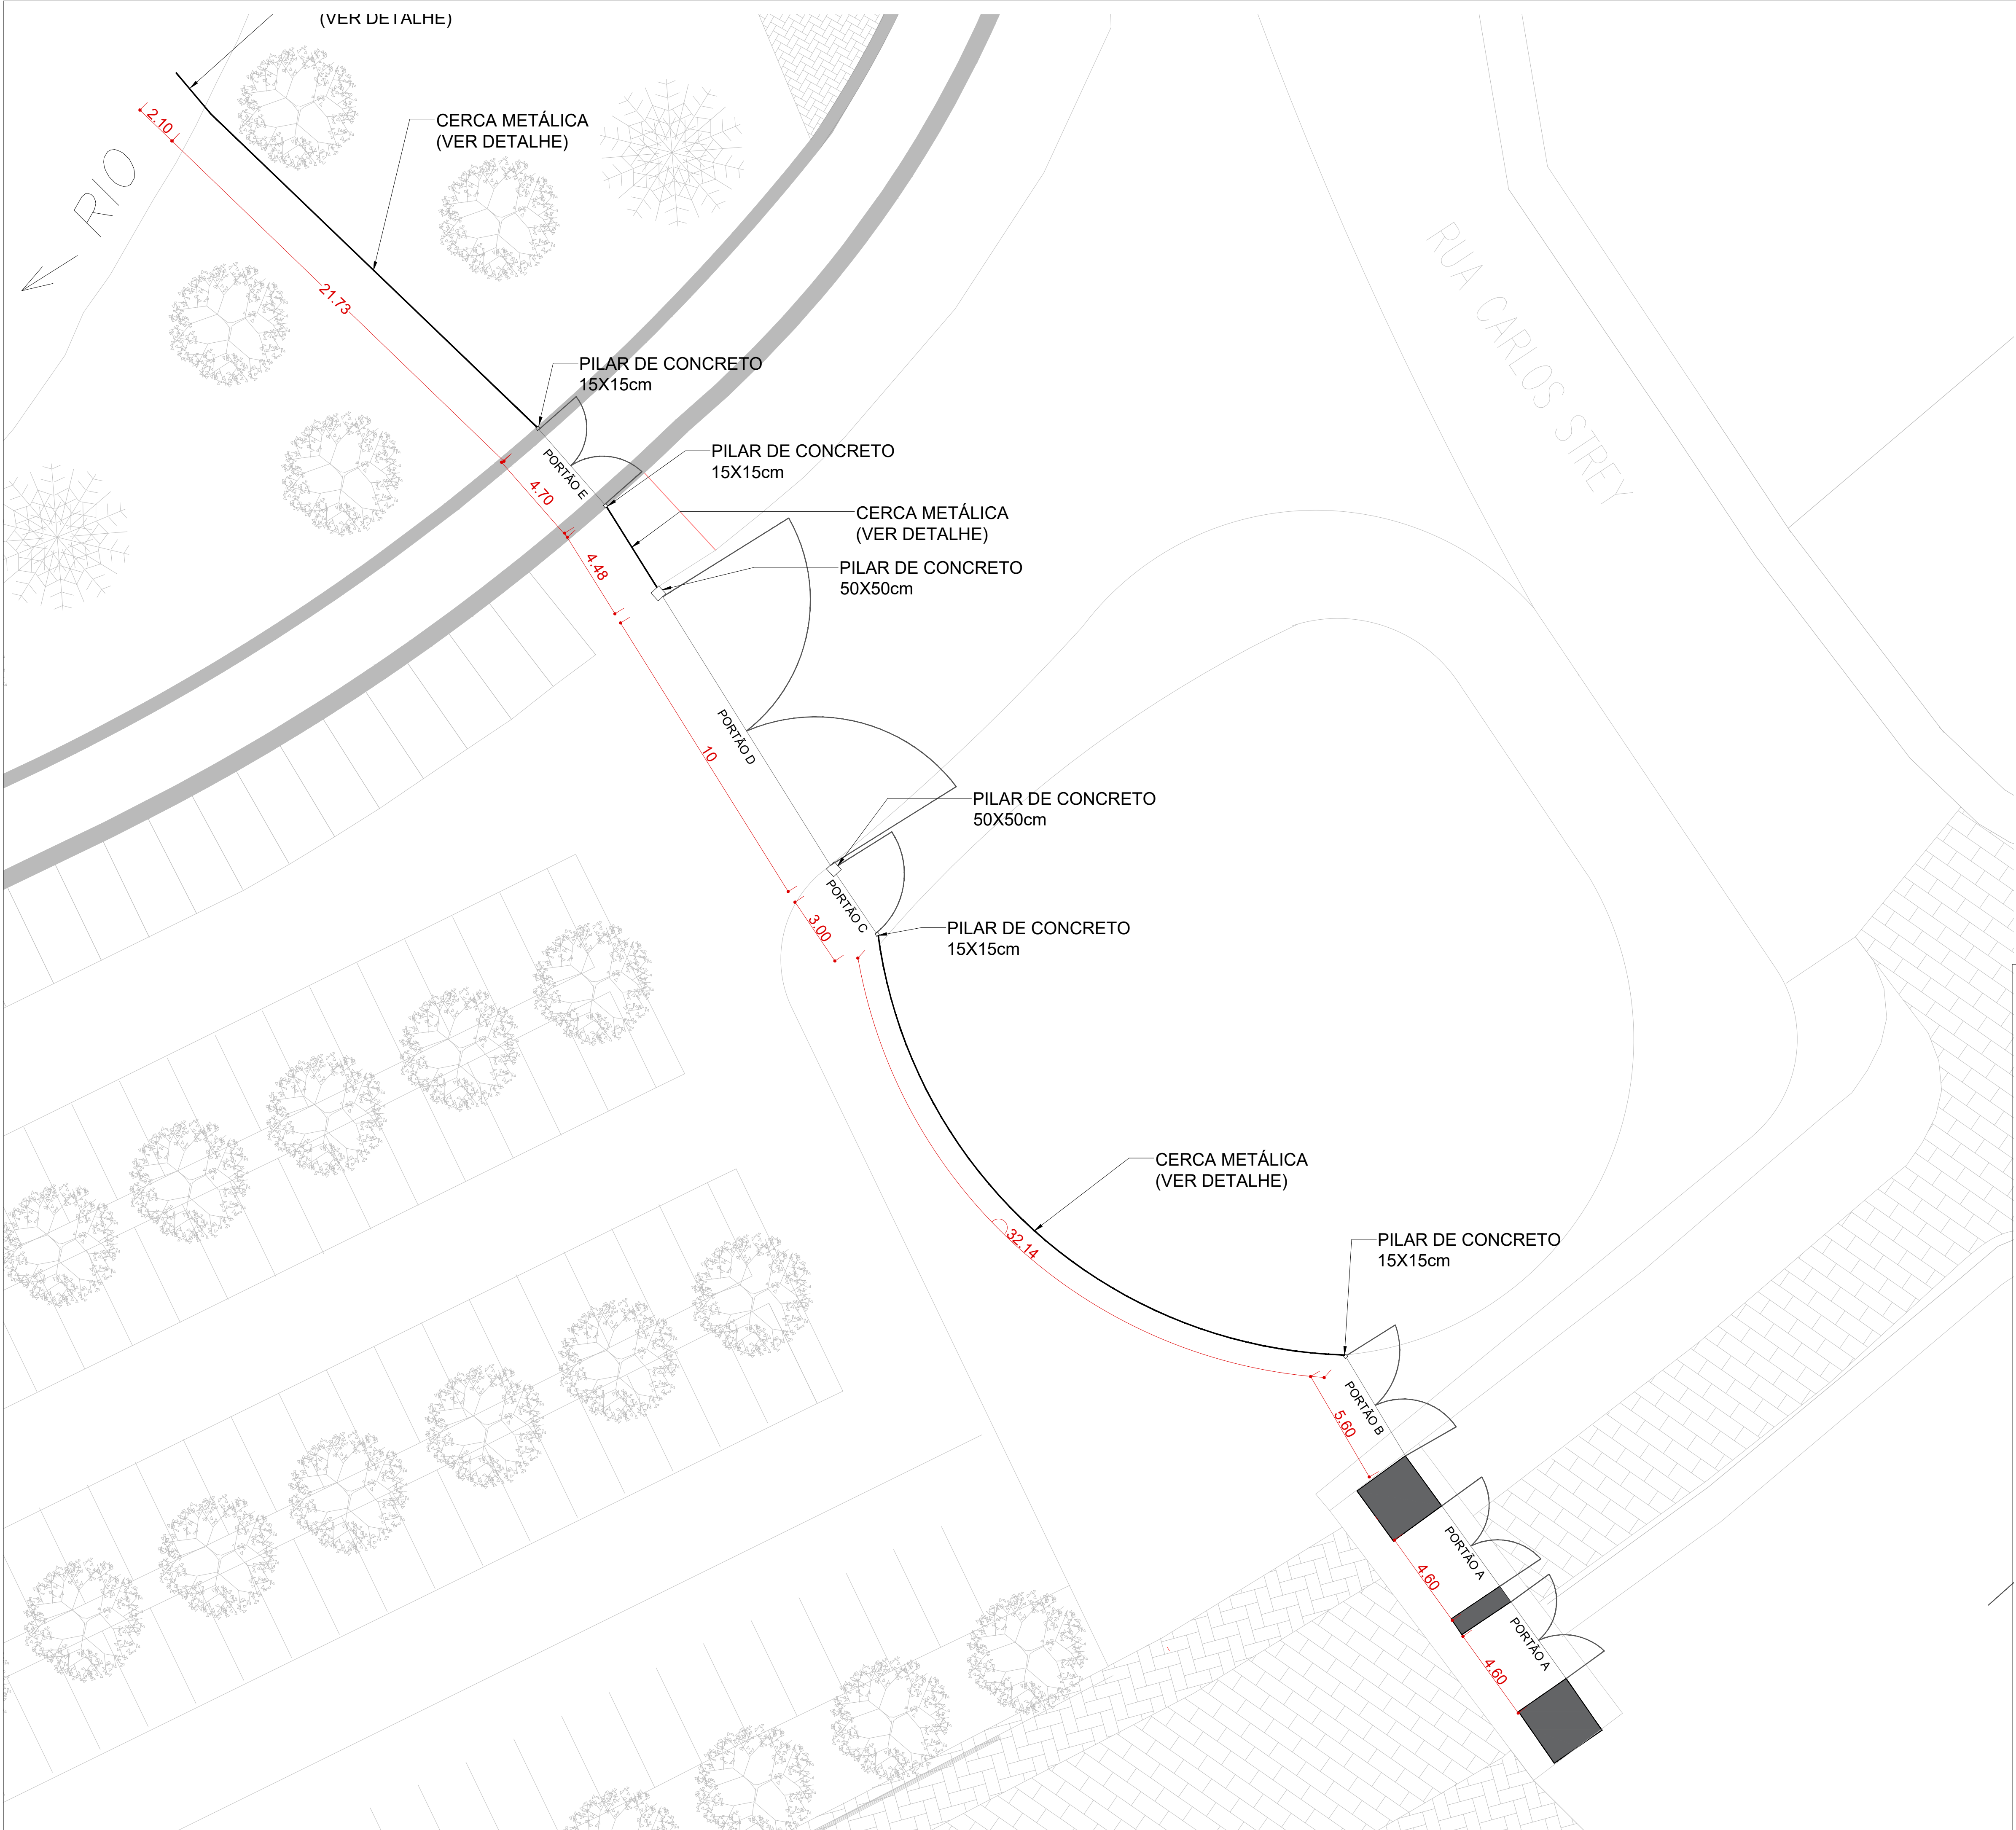 (VER DETALHE)
2.10
CERCA METÁLICA
(VER DETALHE)
RIO
21.73
RUA CARLOS STREY
PILAR DE CONCRETO
15X15cm
PILAR DE CONCRETO
15X15cm
PORTÃO E
4.70
CERCA METÁLICA
(VER DETALHE)
4.48
PILAR DE CONCRETO
50X50cm
PORTÃO D
10
PILAR DE CONCRETO
50X50cm
PORTÃO C
3.00
PILAR DE CONCRETO
15X15cm
CERCA METÁLICA
(VER DETALHE)
32.14
PILAR DE CONCRETO
15X15cm
PORTÃO B
5.60
PORTÃO A
4.60
PORTÃO A
4.60